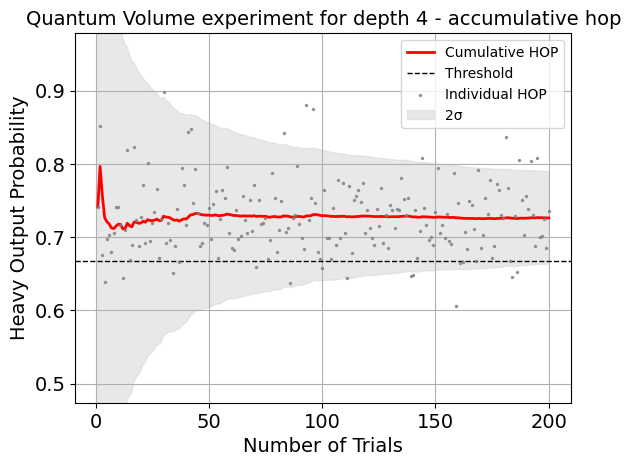 Quantum Volume experiment for depth 4 - accumulative hop
Cumulative HOP
Threshold
Individual HOP
2σ
Heavy Output Probability
0.9
0.8
0.7
0.6
0.5
0
50
100
150
200
Number of Trials